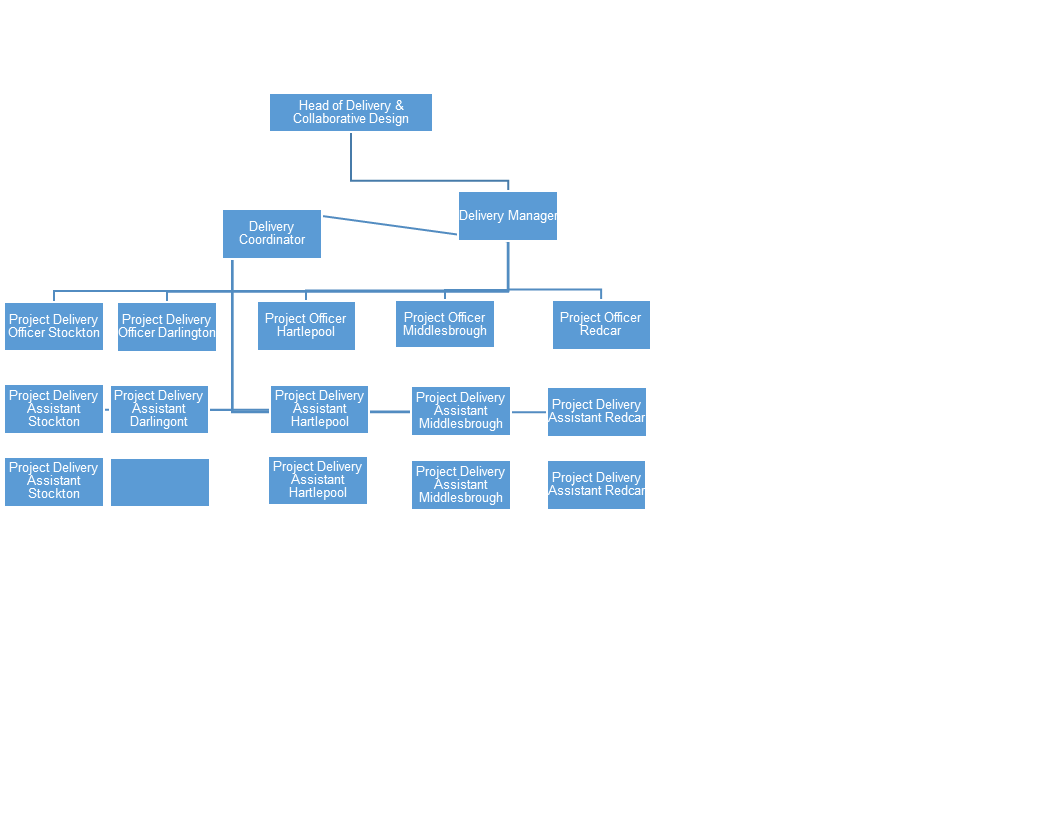 Head of Delivery &
Collaborative Design
Delivery Manager
Delivery
Coordinator
Project Delivery
Officer Stockton
Project Delivery
Officer Darlington
Project Officer
Hartlepool
Project Officer
Middlesbrough
Project Officer
Redcar
Project Delivery
Assistant
Stockton
Project Delivery
Assistant
Darlingont
Project Delivery
Assistant
Hartlepool
Project Delivery
Assistant
Middlesbrough
Project Delivery
Assistant Redcar
Project Delivery
Assistant
Stockton
Project Delivery
Assistant
Hartlepool
Project Delivery
Assistant
Middlesbrough
Project Delivery
Assistant Redcar